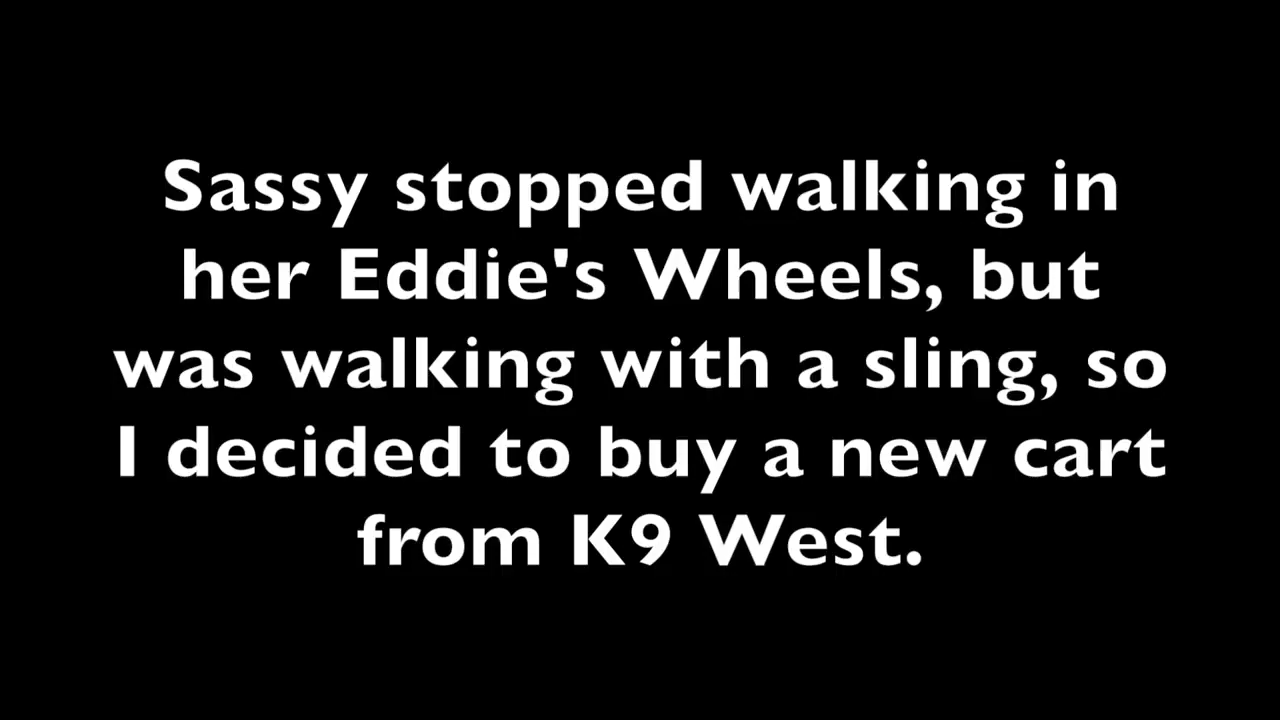 Sassy stopped walking in
her Eddie's Wheels, but
was walking with a sling, so
I decided to buy a new cart
from K9 West.